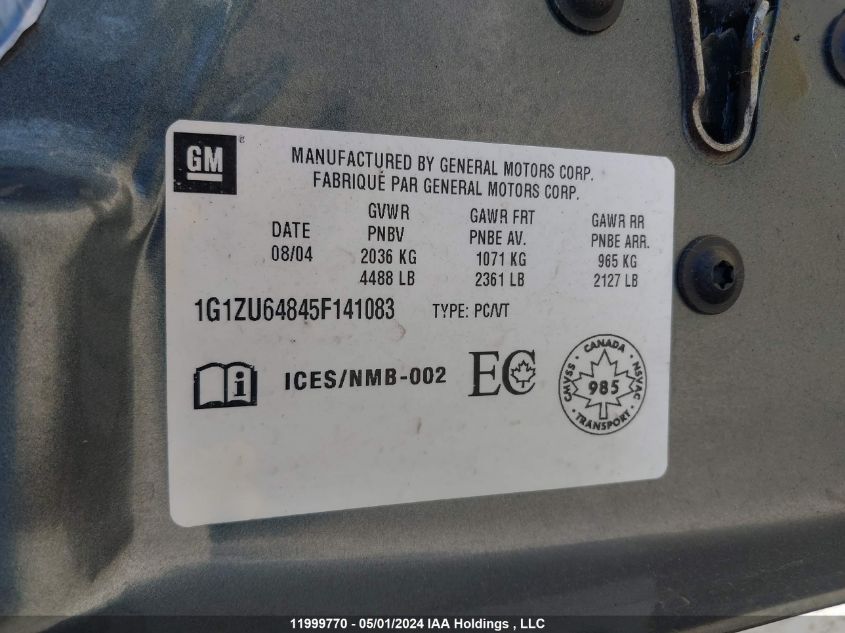 GM
MANUFACTURED BY GENERAL MOTORS CORP.
FABRIQUÉ PAR GENERAL MOTORS CORP.
DATE GVWR GAWR FRT GAWR RR
PNBV PNBE AV. PNBE ARR.
08/04 2036 KG 1071 KG 965 KG
4488 LB 2361 LB 2127 LB
1G1ZU64845F141083 TYPE: PC/VT
i ICES/NMB-002 EC
CANADA
CMVSS 985 NSVAC
TRANSPORT
11999770 - 05/01/2024 IAA Holdings , LLC